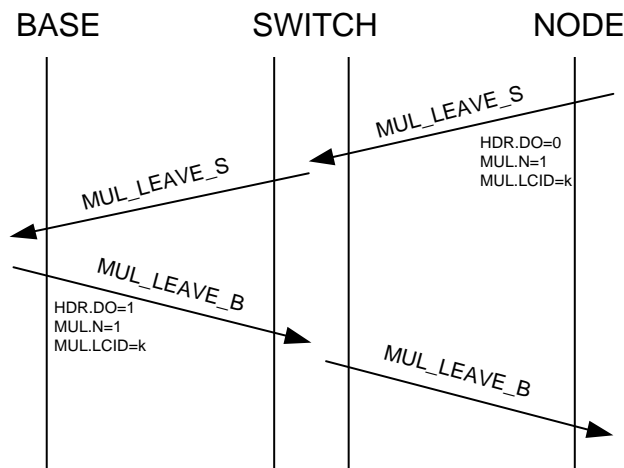 BASE
SWITCH
NODE
MUL_LEAVE_S
HDR.DO=0
MUL.N=1
MUL.LCID=k
MUL_LEAVE_S
MUL_LEAVE_B
HDR.DO=1
MUL.N=1
MUL.LCID=k
MUL_LEAVE_B